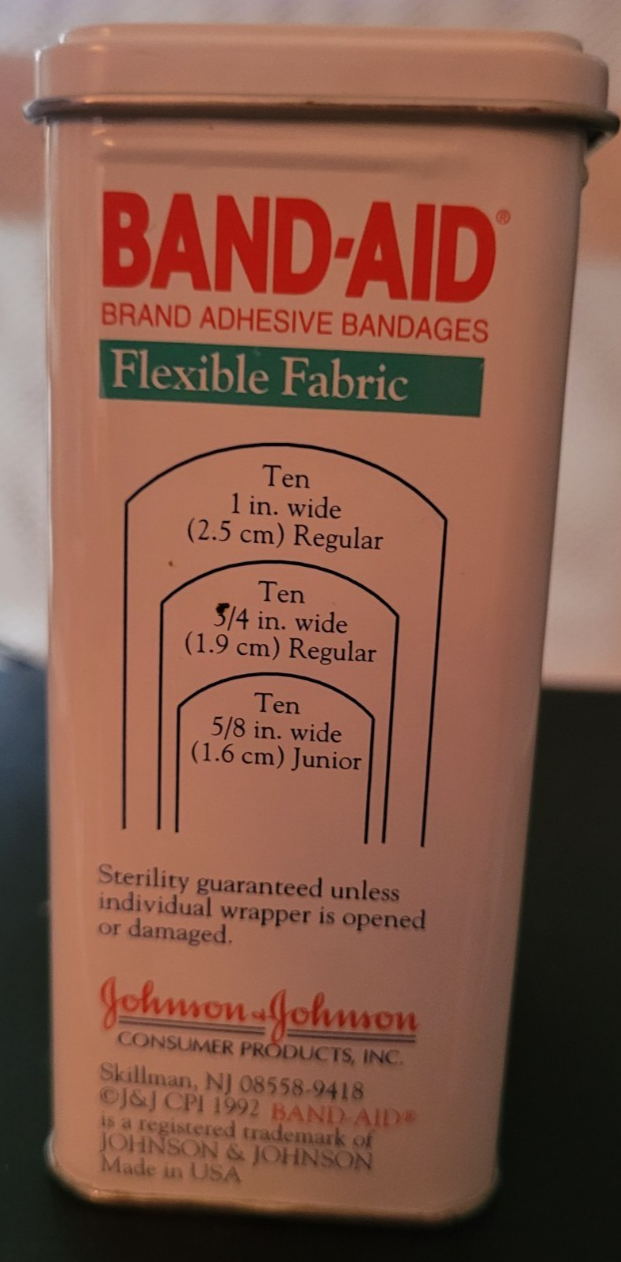 BAND-AID®
BRAND ADHESIVE BANDAGES
Flexible Fabric
Ten
1 in. wide
(2.5 cm) Regular
Ten
3/4 in. wide
(1.9 cm) Regular
Ten
5/8 in. wide
(1.6 cm) Junior
Sterility guaranteed unless
individual wrapper is opened
or damaged.
Johnson & Johnson
CONSUMER PRODUCTS, INC.
Skillman, NJ 08558-9418
©J&J CPI 1992 BAND-AID®
is a registered trademark of
JOHNSON & JOHNSON
Made in USA